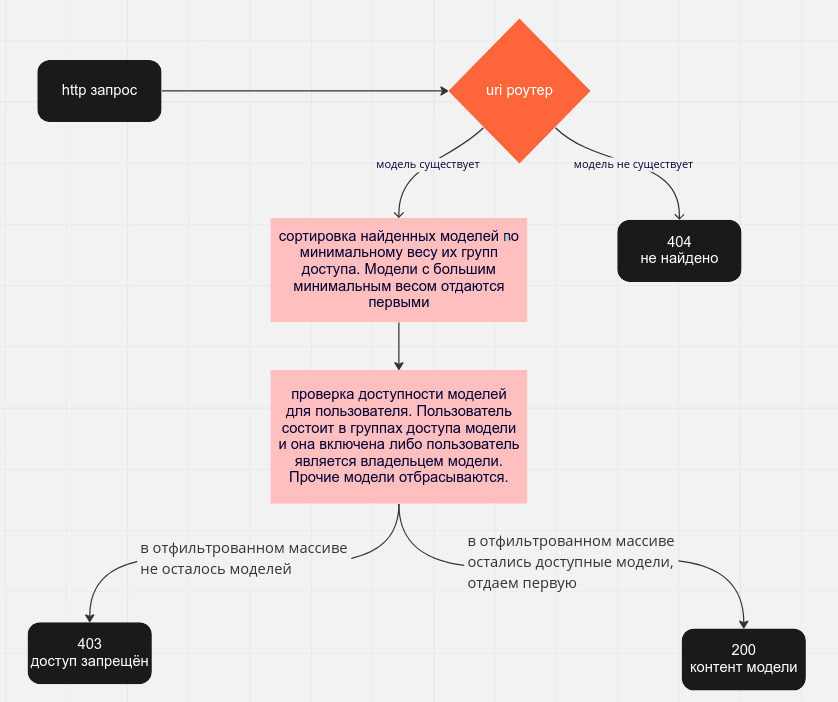 http запрос
uri роутер
модель существует
модель не существует
сортировка найденных моделей по
минимальному весу их групп
доступа. Модели с большим
минимальным весом отдаются
первыми
404
не найдено
проверка доступности моделей
для пользователя. Пользователь
состоит в группах доступа модели
и она включена либо пользователь
является владельцем модели.
Прочие модели отбрасываются.
в отфильтрованном массиве
не осталось моделей
в отфильтрованном массиве
остались доступные модели,
отдаем первую
403
доступ запрещён
200
контент модели